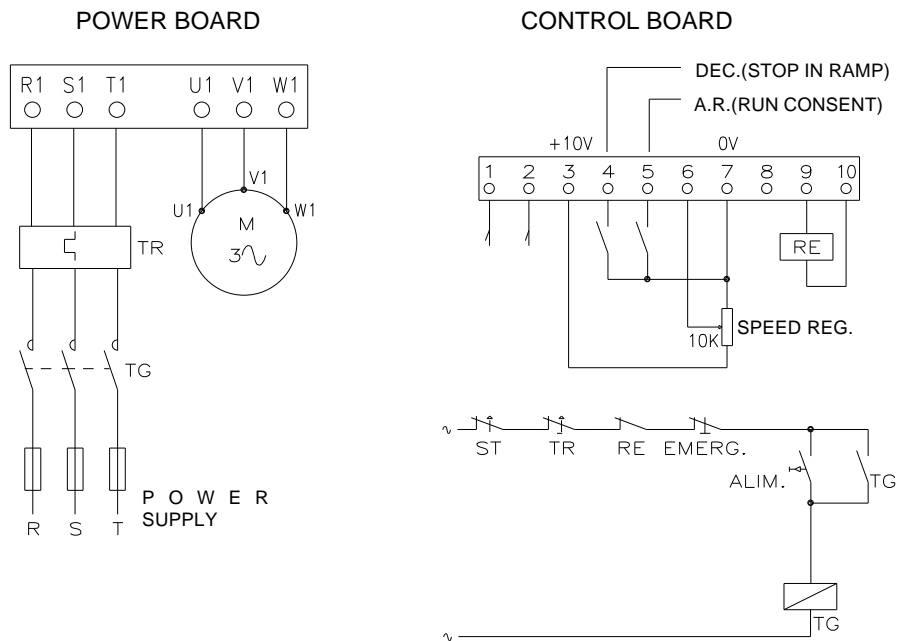 POWER BOARD
R1 S1 T1 U1 V1 W1
V1
U1 W1
M
3
TR
TG
POWER
SUPPLY
R S T
CONTROL BOARD
DEC.(STOP IN RAMP)
A.R.(RUN CONSENT)
+10V 0V
1 2 3 4 5 6 7 8 9 10
RE
SPEED REG.
10K
ST TR RE EMERG.
ALIM. TG
TG